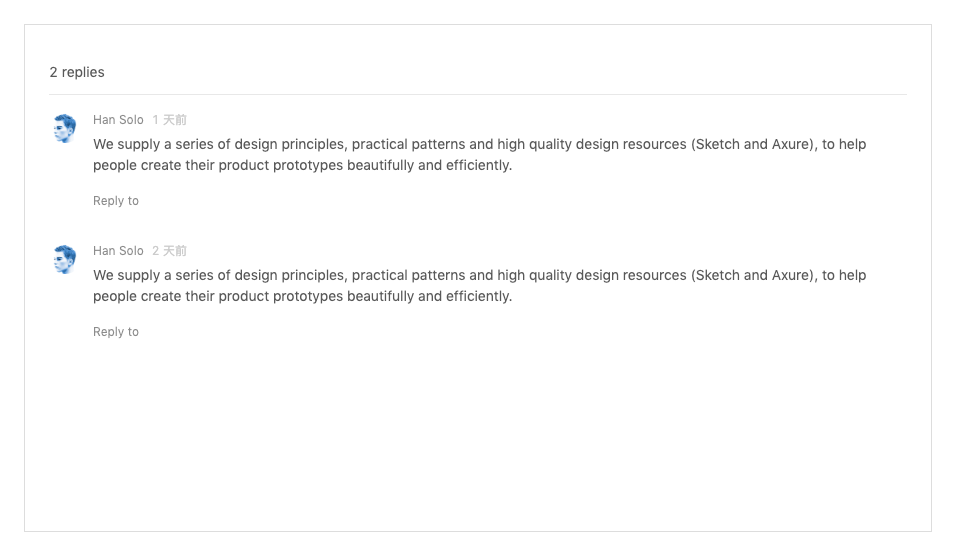 2 replies
Han Solo 1 天前
We supply a series of design principles, practical patterns and high quality design resources (Sketch and Axure), to help
people create their product prototypes beautifully and efficiently.
Reply to
Han Solo 2 天前
We supply a series of design principles, practical patterns and high quality design resources (Sketch and Axure), to help
people create their product prototypes beautifully and efficiently.
Reply to